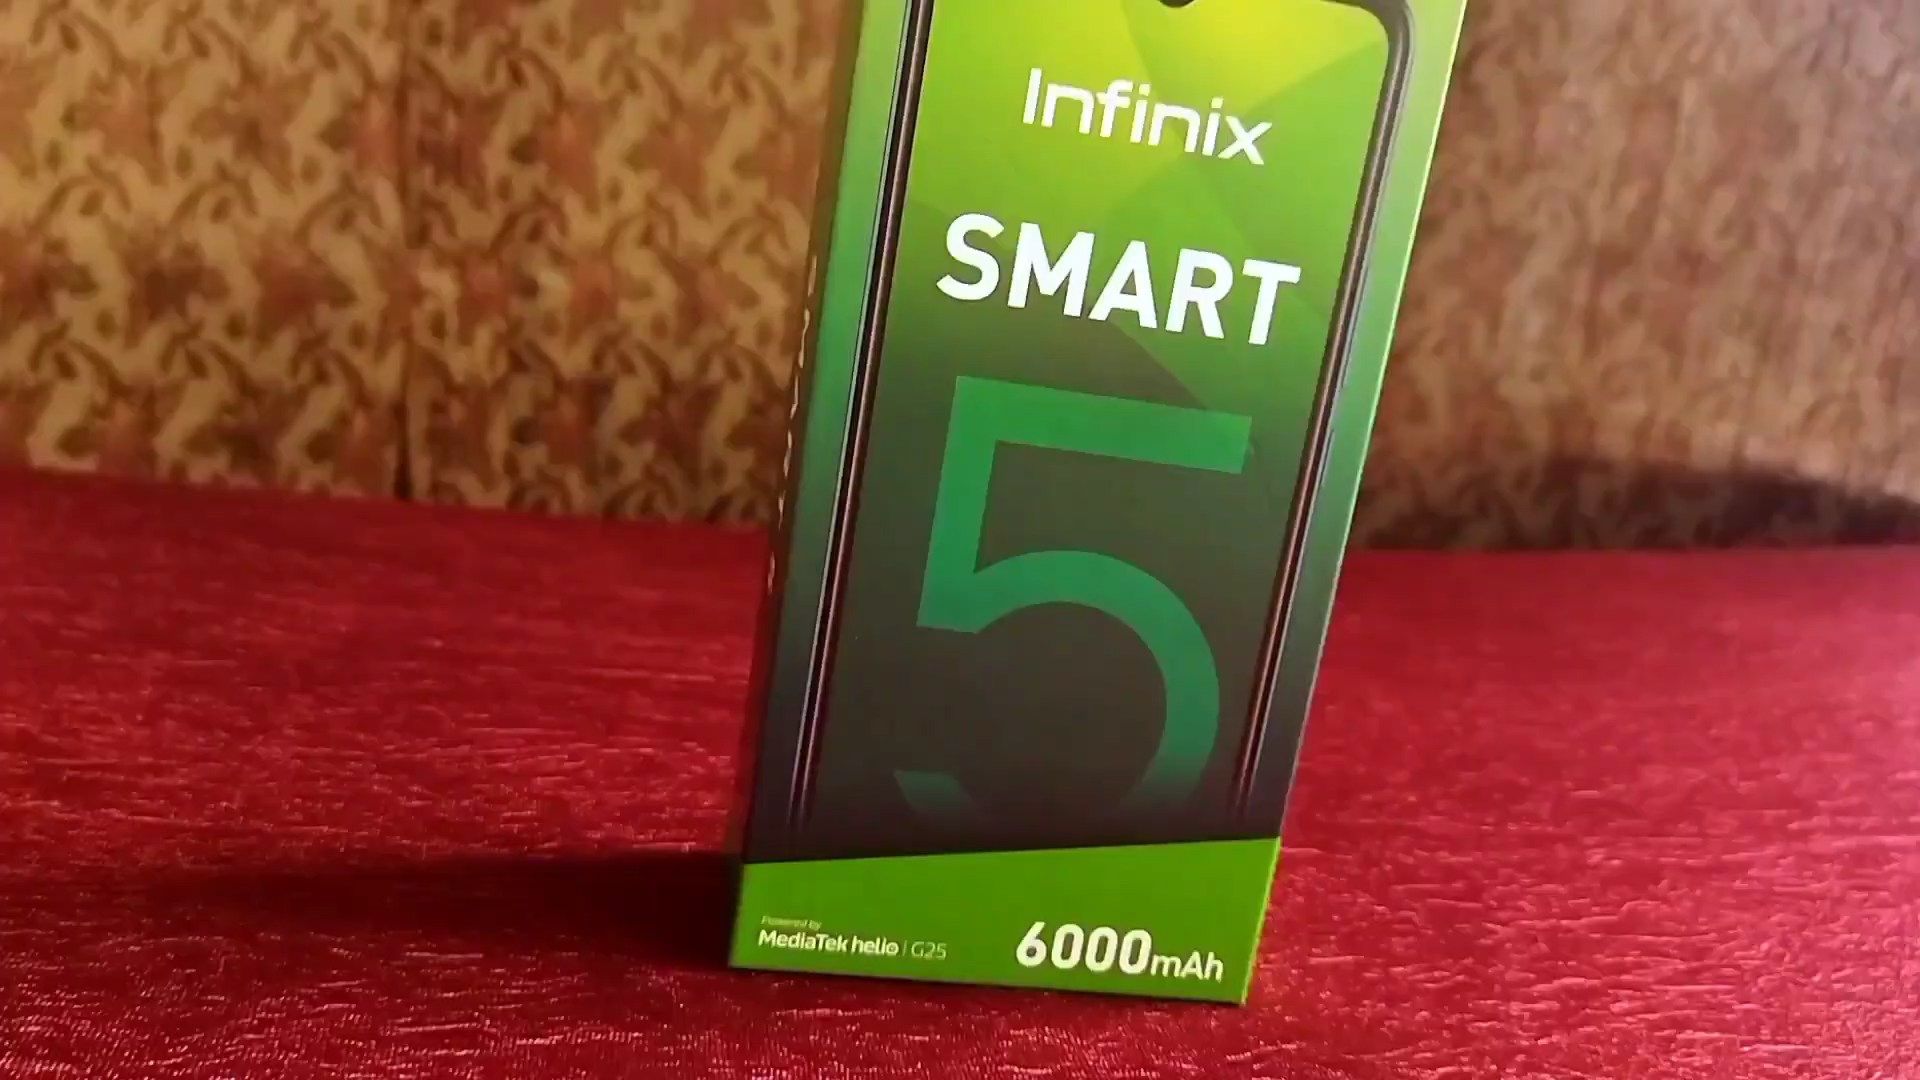 Infinix
SMART
5
Powered by
MediaTek helio | G25
6000mAh